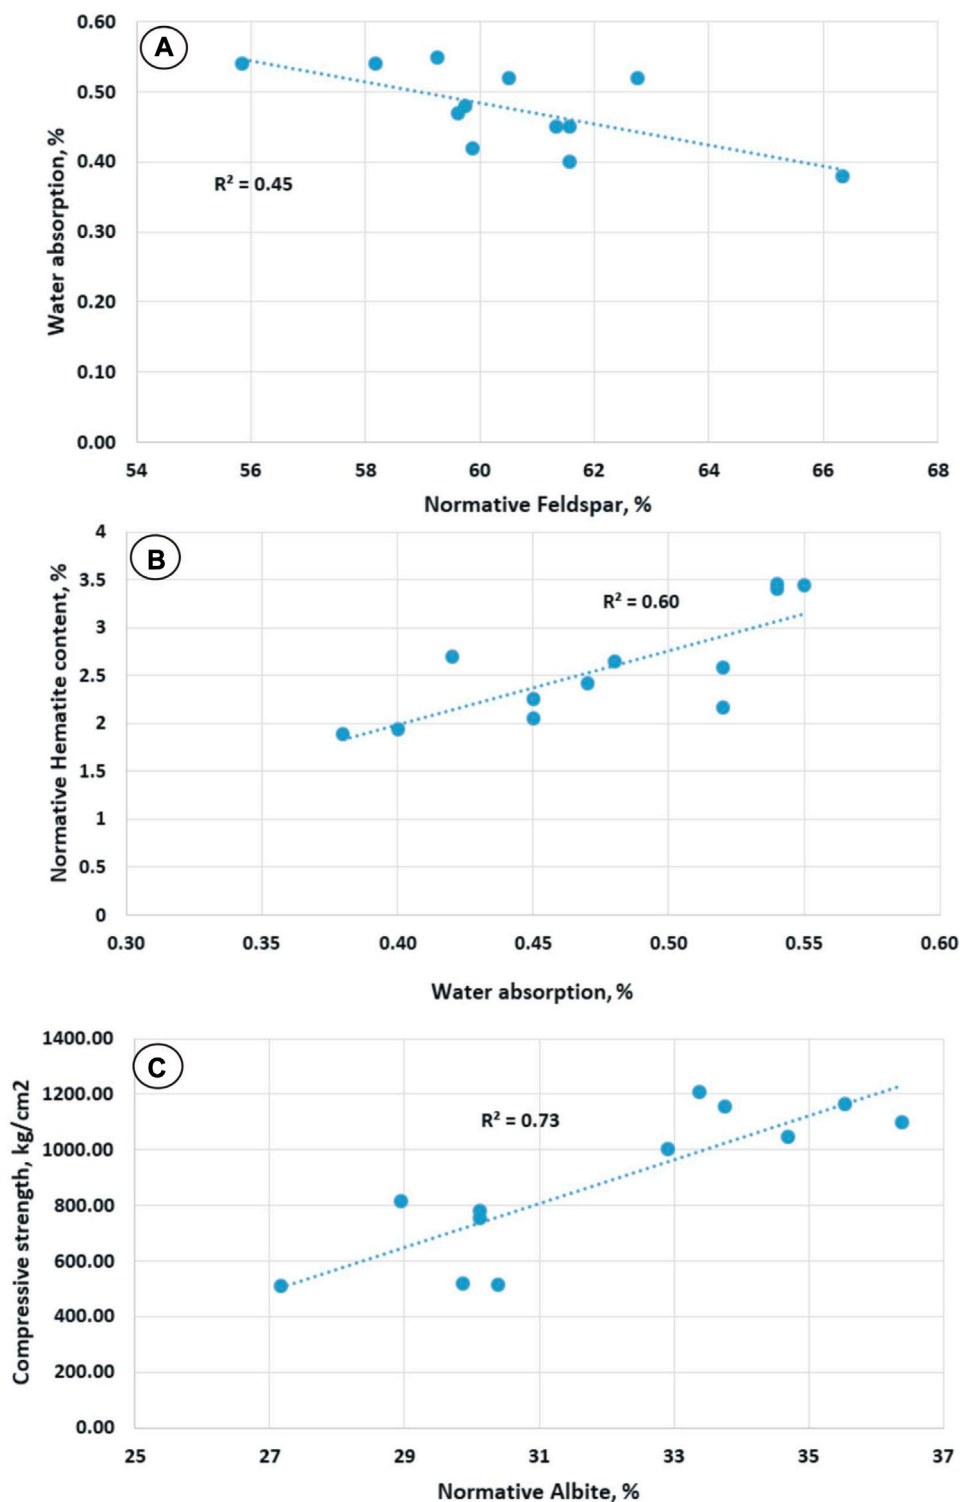 A
0.60
0.50
0.40
0.30
0.20
0.10
0.00
Water absorption, %
R² = 0.45
54 56 58 60 62 64 66 68
Normative Feldspar, %
B
4
3.5
3
2.5
2
1.5
1
0.5
0
Normative Hematite content, %
R² = 0.60
0.30 0.35 0.40 0.45 0.50 0.55 0.60
Water absorption, %
C
1400.00
1200.00
1000.00
800.00
600.00
400.00
200.00
0.00
Compressive strength, kg/cm2
R² = 0.73
25 27 29 31 33 35 37
Normative Albite, %